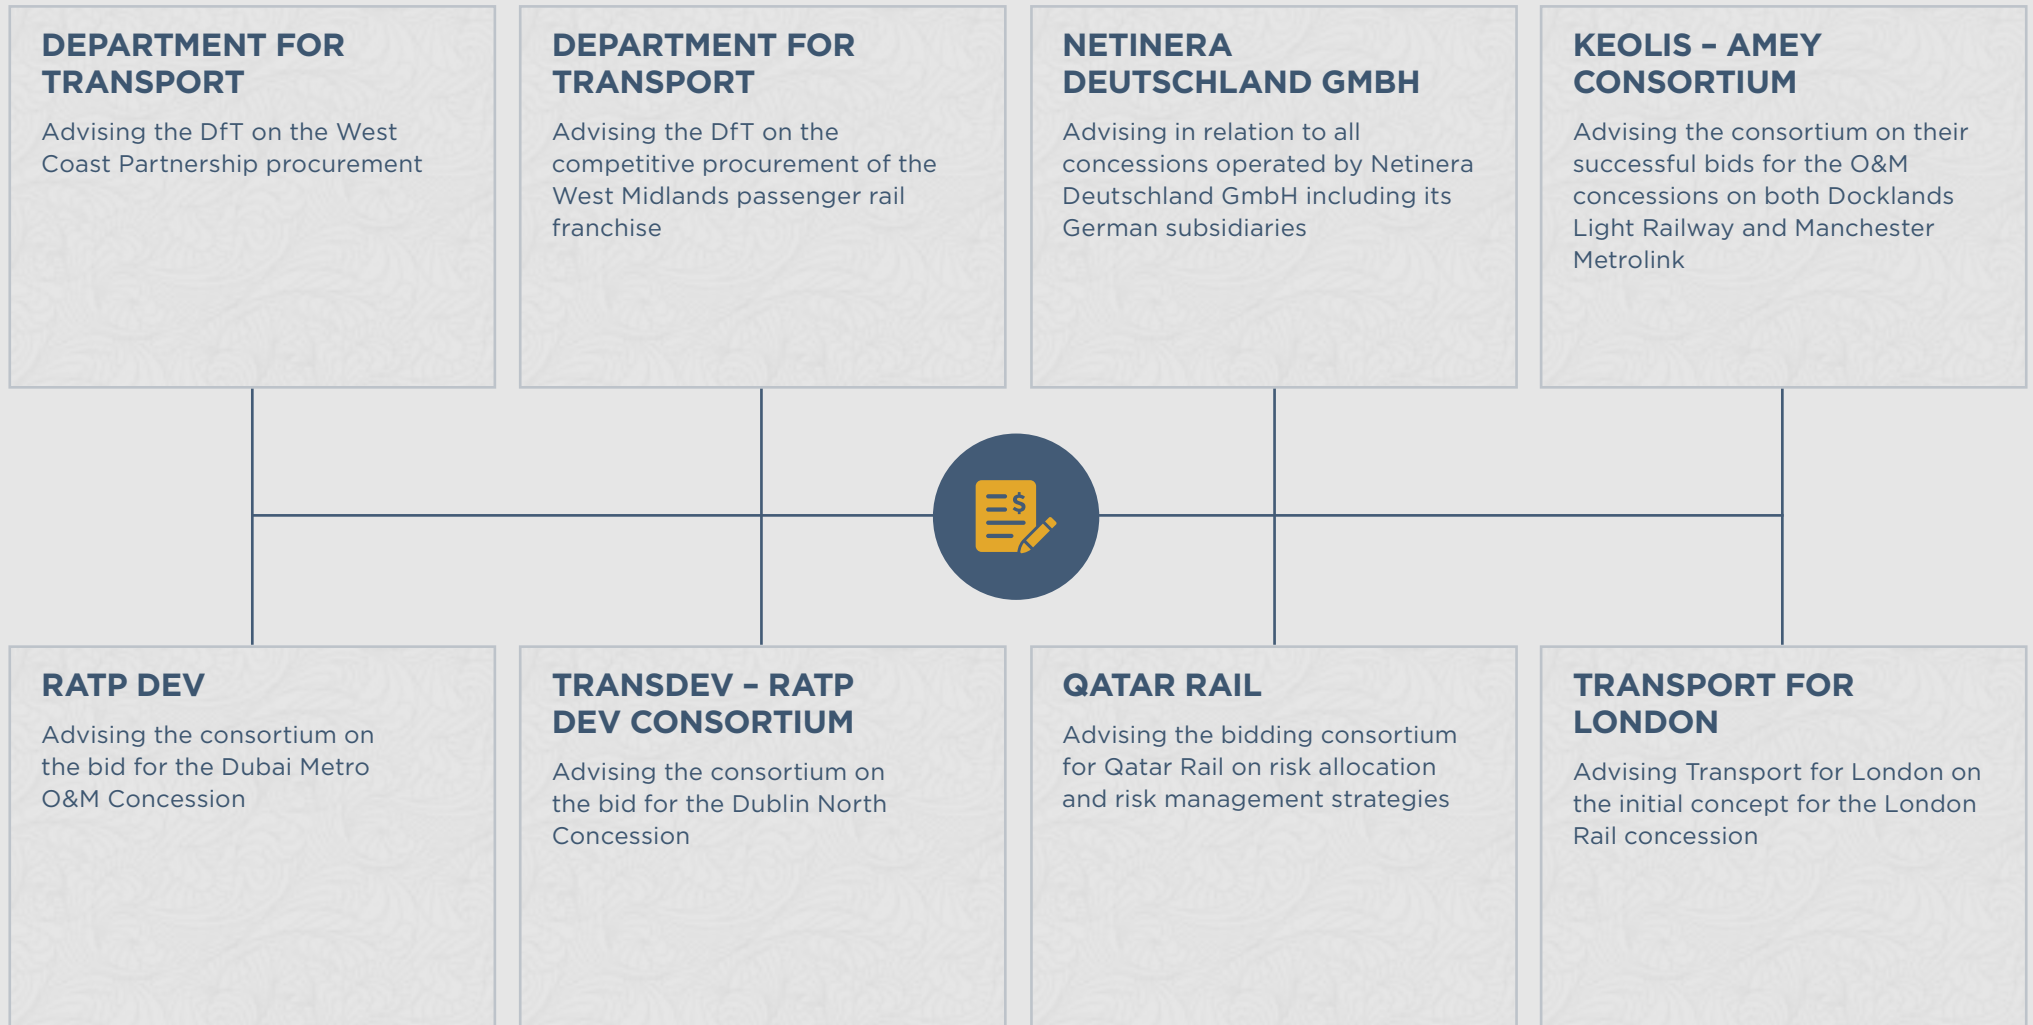 DEPARTMENT FOR
TRANSPORT
Advising the DfT on the West
Coast Partnership procurement
DEPARTMENT FOR
TRANSPORT
Advising the DfT on the
competitive procurement of the
West Midlands passenger rail
franchise
NETINERA
DEUTSCHLAND GMBH
Advising in relation to all
concessions operated by Netinera
Deutschland GmbH including its
German subsidiaries
KEOLIS – AMEY
CONSORTIUM
Advising the consortium on their
successful bids for the O&M
concessions on both Docklands
Light Railway and Manchester
Metrolink
$
RATP DEV
Advising the consortium on
the bid for the Dubai Metro
O&M Concession
TRANSDEV – RATP
DEV CONSORTIUM
Advising the consortium on
the bid for the Dublin North
Concession
QATAR RAIL
Advising the bidding consortium
for Qatar Rail on risk allocation
and risk management strategies
TRANSPORT FOR
LONDON
Advising Transport for London on
the initial concept for the London
Rail concession